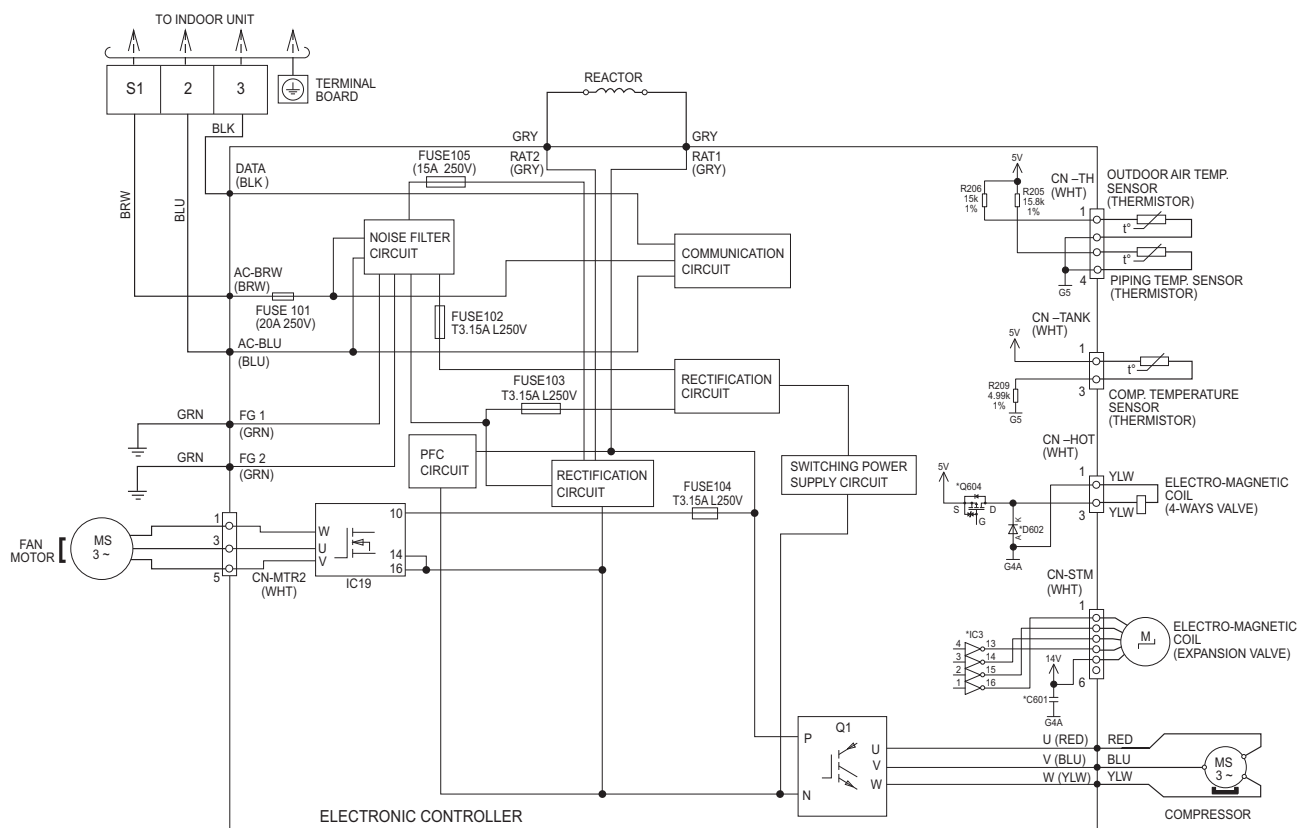 TO INDOOR UNIT
S1
2
3
TERMINAL
BOARD
BLK
REACTOR
GRY
GRY
RAT2
(GRY)
RAT1
(GRY)
DATA
(BLK )
FUSE105
(15A 250V)
BRW
BLU
NOISE FILTER
CIRCUIT
COMMUNICATION
CIRCUIT
AC-BRW
(BRW)
FUSE 101
(20A 250V)
FUSE102
T3.15A L250V
AC-BLU
(BLU)
FUSE103
T3.15A L250V
RECTIFICATION
CIRCUIT
GRN
FG 1
(GRN)
GRN
FG 2
(GRN)
PFC
CIRCUIT
RECTIFICATION
CIRCUIT
SWITCHING POWER
SUPPLY CIRCUIT
FUSE104
T3.15A L250V
FAN
MOTOR
MS
3 ~
1
3
5
CN-MTR2
(WHT)
W
U
V
10
14
16
IC19
5V
R206
15k
1%
R205
15.8k
1%
CN –TH
(WHT)
1
4
t°
t°
G5
OUTDOOR AIR TEMP.
SENSOR
(THERMISTOR)
PIPING TEMP. SENSOR
(THERMISTOR)
CN –TANK
(WHT)
5V
1
3
t°
R209
4.99k
1%
G5
COMP. TEMPERATURE
SENSOR
(THERMISTOR)
CN –HOT
(WHT)
5V
*Q604
S
D
G
A
K
*D602
G4A
1
3
YLW
YLW
ELECTRO-MAGNETIC
COIL
(4-WAYS VALVE)
CN-STM
(WHT)
1
6
*IC3
4
13
3
14
2
15
1
16
14V
*C601
G4A
M
ELECTRO-MAGNETIC
COIL
(EXPANSION VALVE)
Q1
P
N
U
V
W
U (RED)
RED
V (BLU)
BLU
W (YLW)
YLW
MS
3 ~
COMPRESSOR
ELECTRONIC CONTROLLER